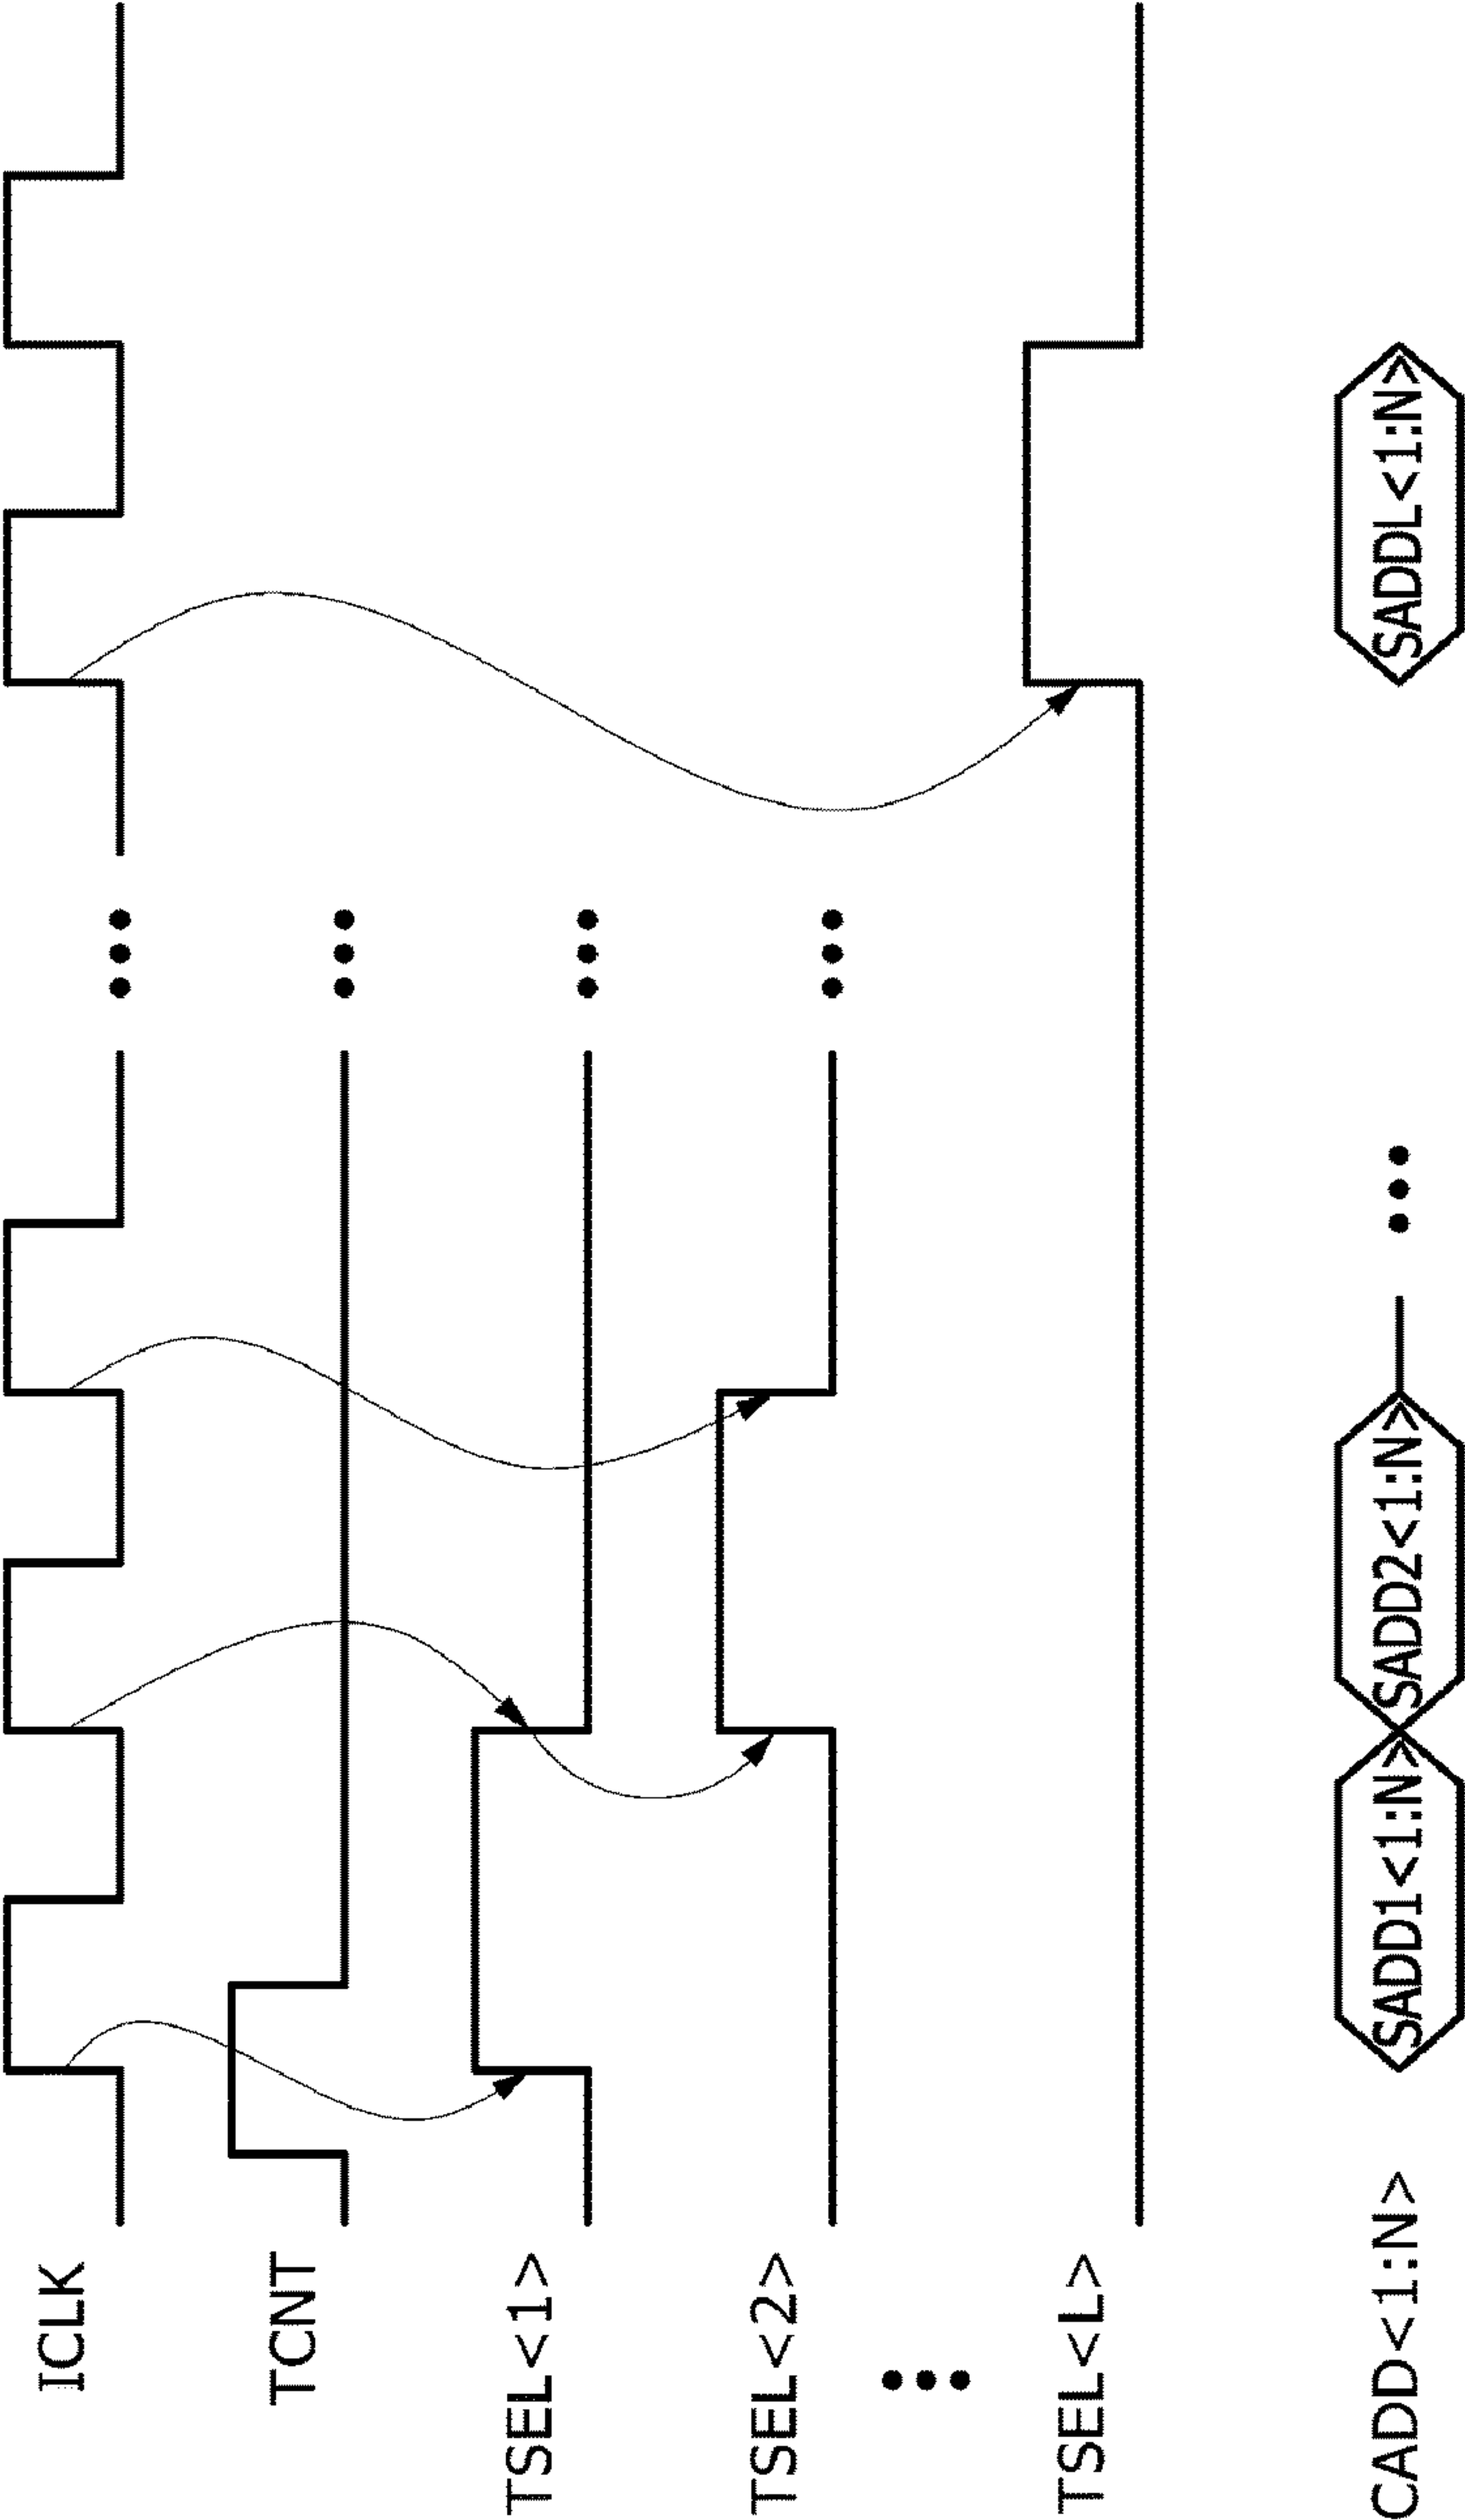 ICLK
TCNT
TSEL<1>
TSEL<2>
TSEL<L>
CADD<1:N> SADD1<1:N> SADD2<1:N> SADDL<1:N>